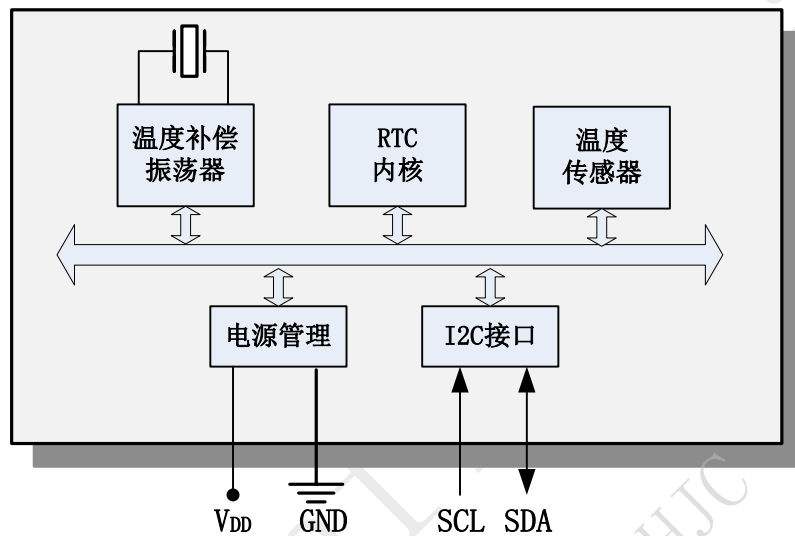 温度补偿
振荡器
RTC
内核
温度
传感器
电源管理
I2C接口
VDD
GND
SCL
SDA
HJC